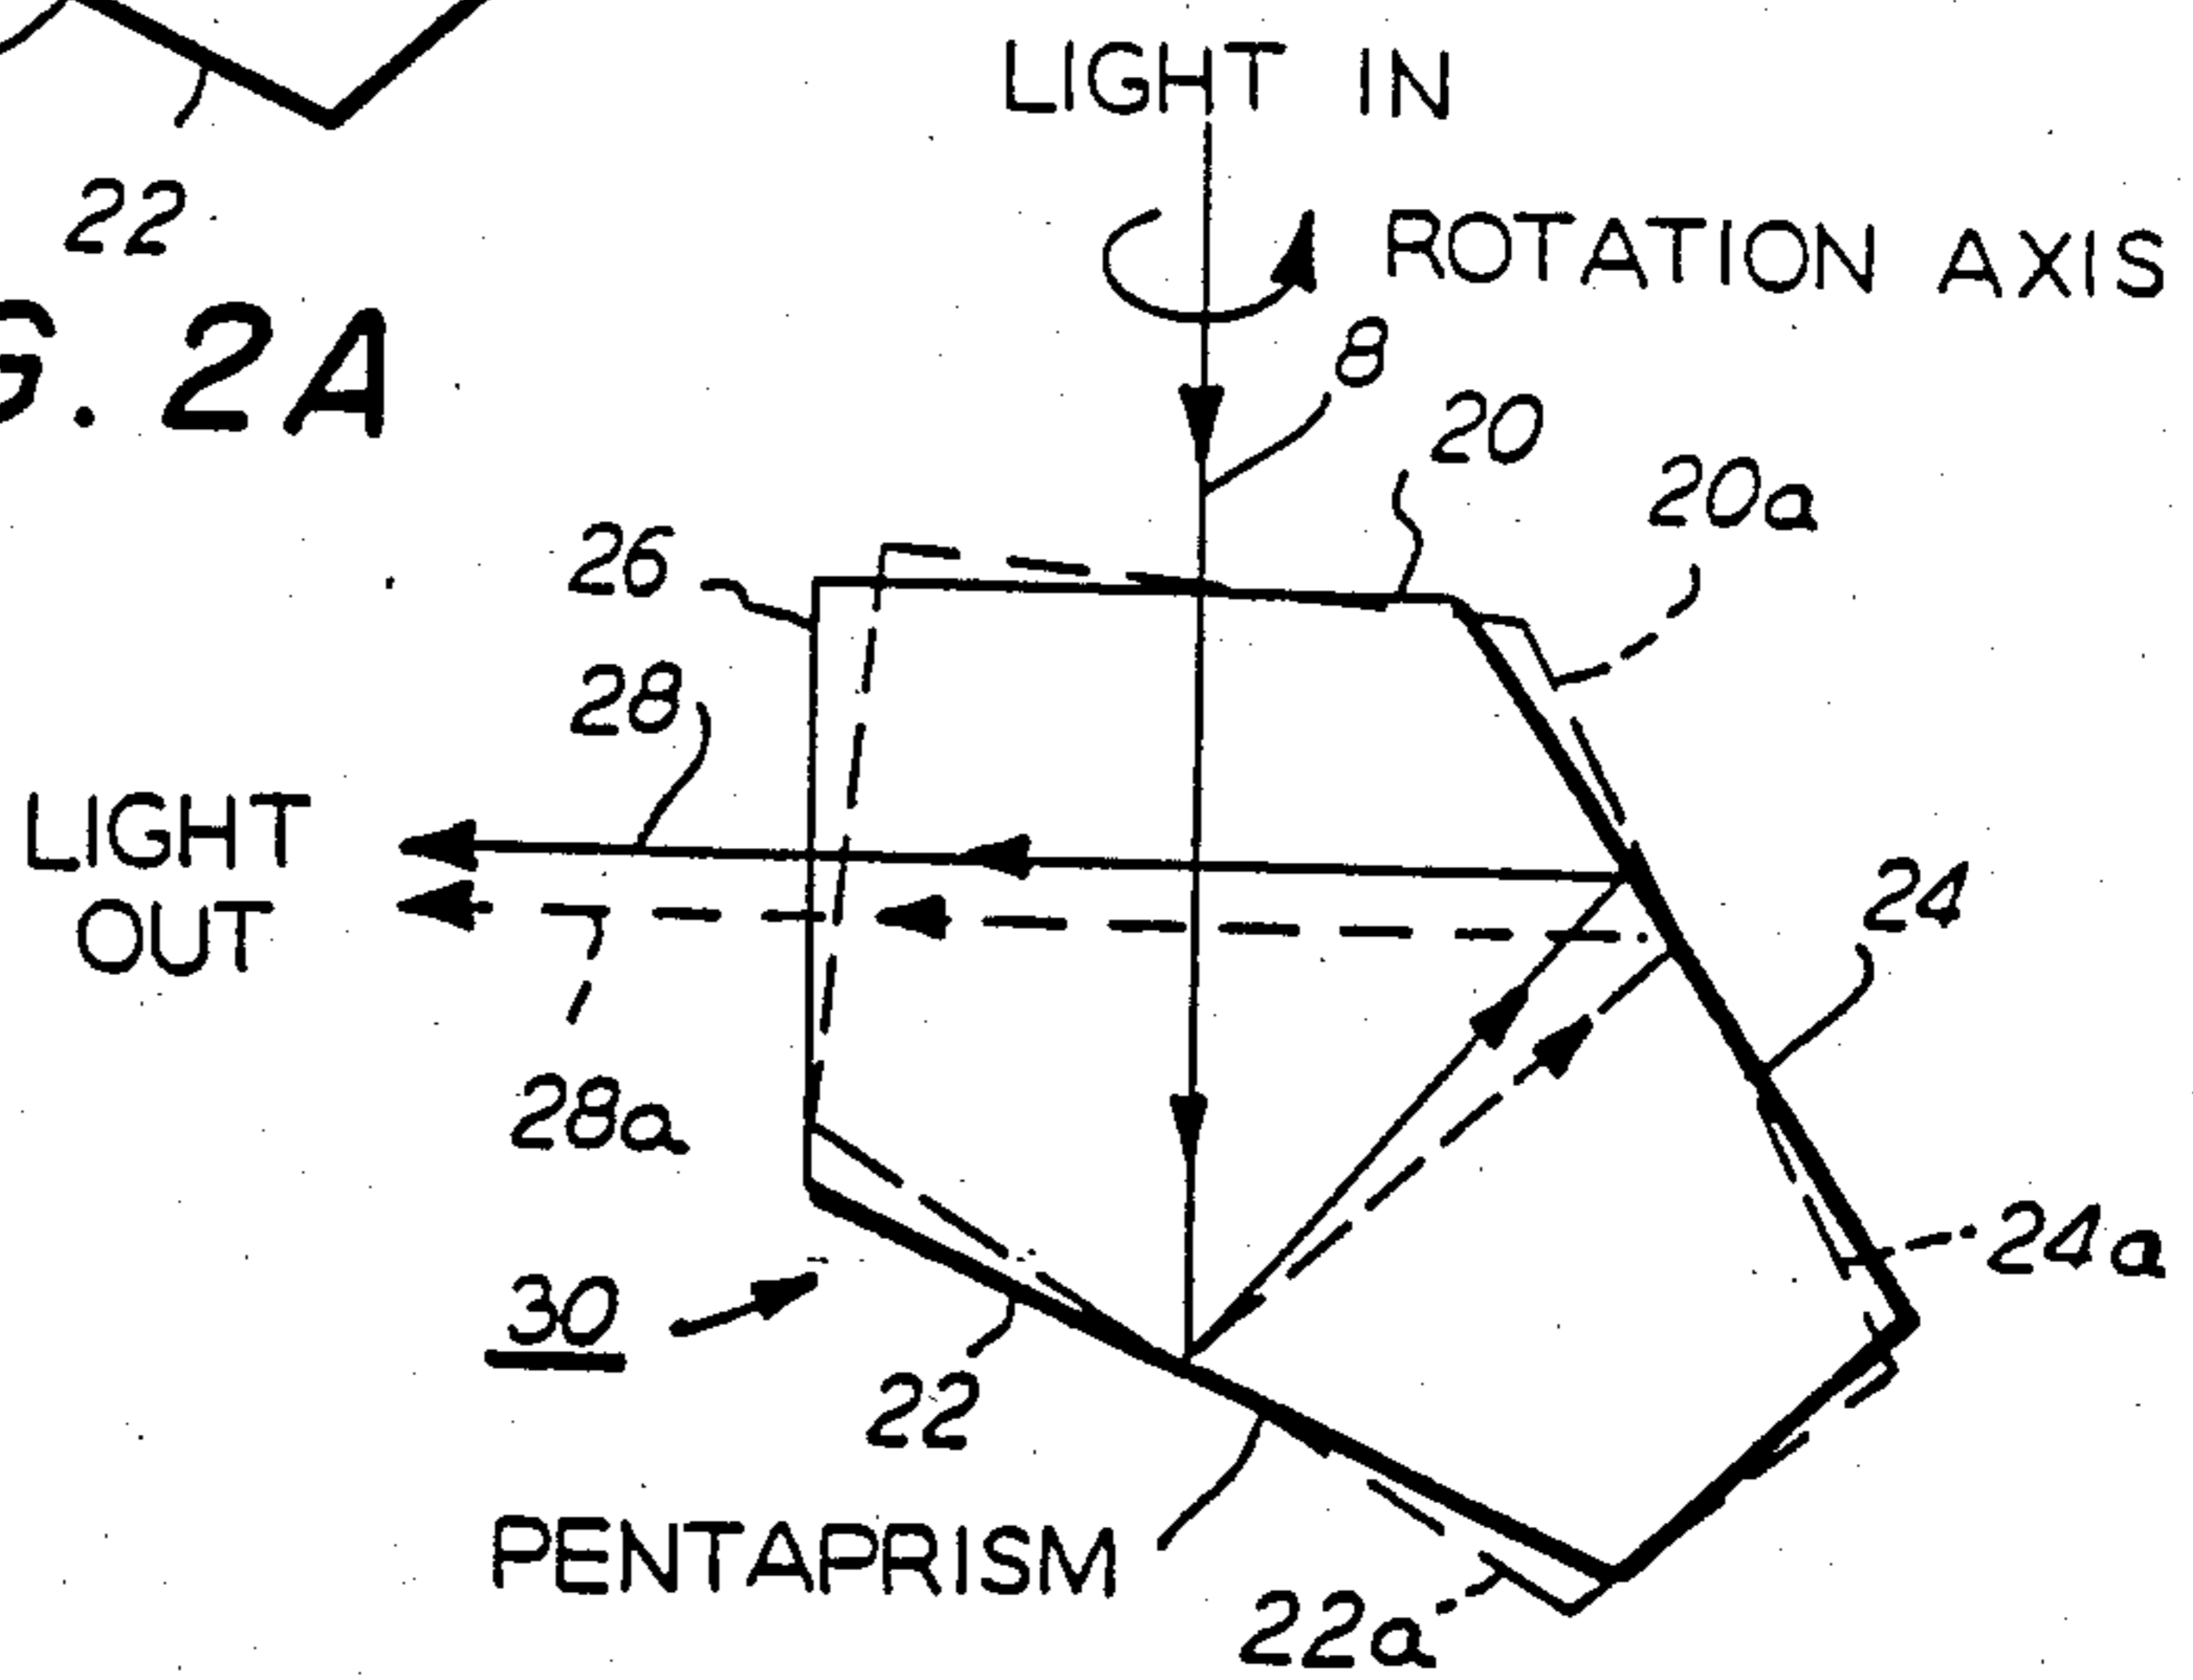 LIGHT IN
22
ROTATION AXIS
G. 2A
8
20
20a
26
28
LIGHT
OUT
24
28a
24a
30
22
PENTAPRISM
22a